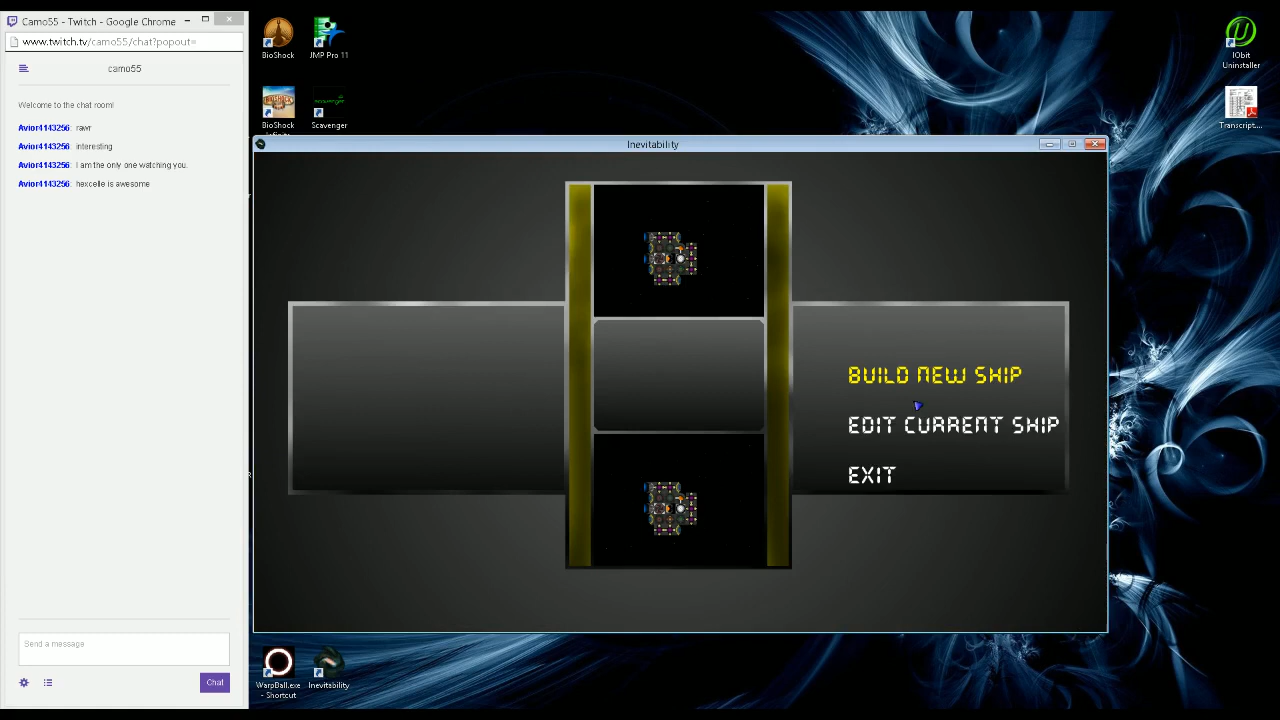 Camo55 - Twitch - Google Chrome
www.twitch.tv/camo55/chat?popout=
camo55
Welcome to the chat room!
Avior4143256: rawr
Avior4143256: interesting
Avior4143256: I am the only one watching you.
Avior4143256: hexcelle is awesome
Send a message
Chat
BioShock
JMP Pro 11
BioShock
Scavenger
IObit
Uninstaller
Transcript....
Inevitability
BUILD NEW SHIP
EDIT CURRENT SHIP
EXIT
WarpBall.exe
- Shortcut
Inevitability